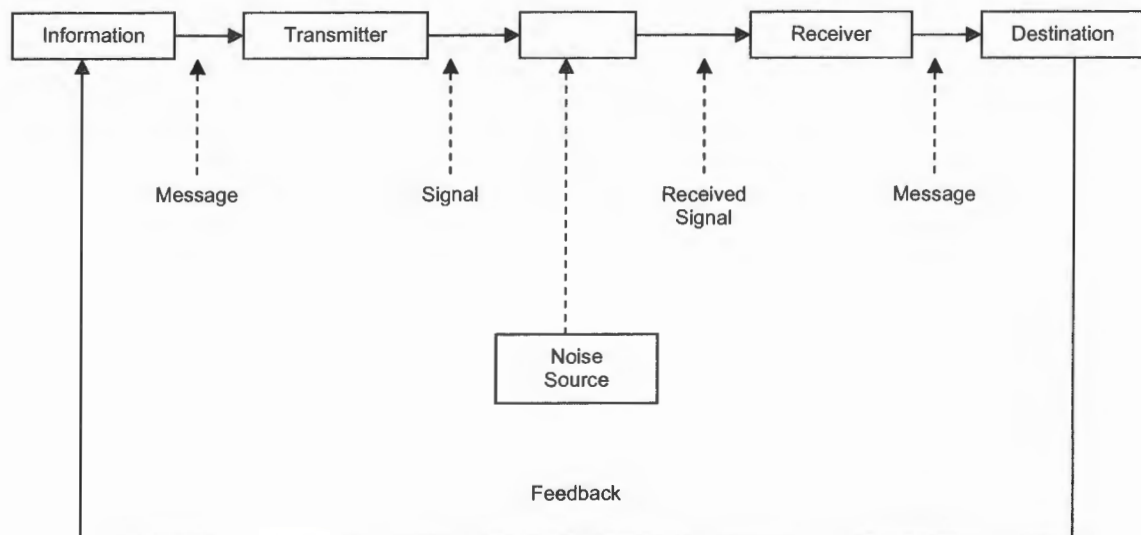 Information
Transmitter
Receiver
Destination
Message
Signal
Received
Signal
Message
Noise
Source
Feedback